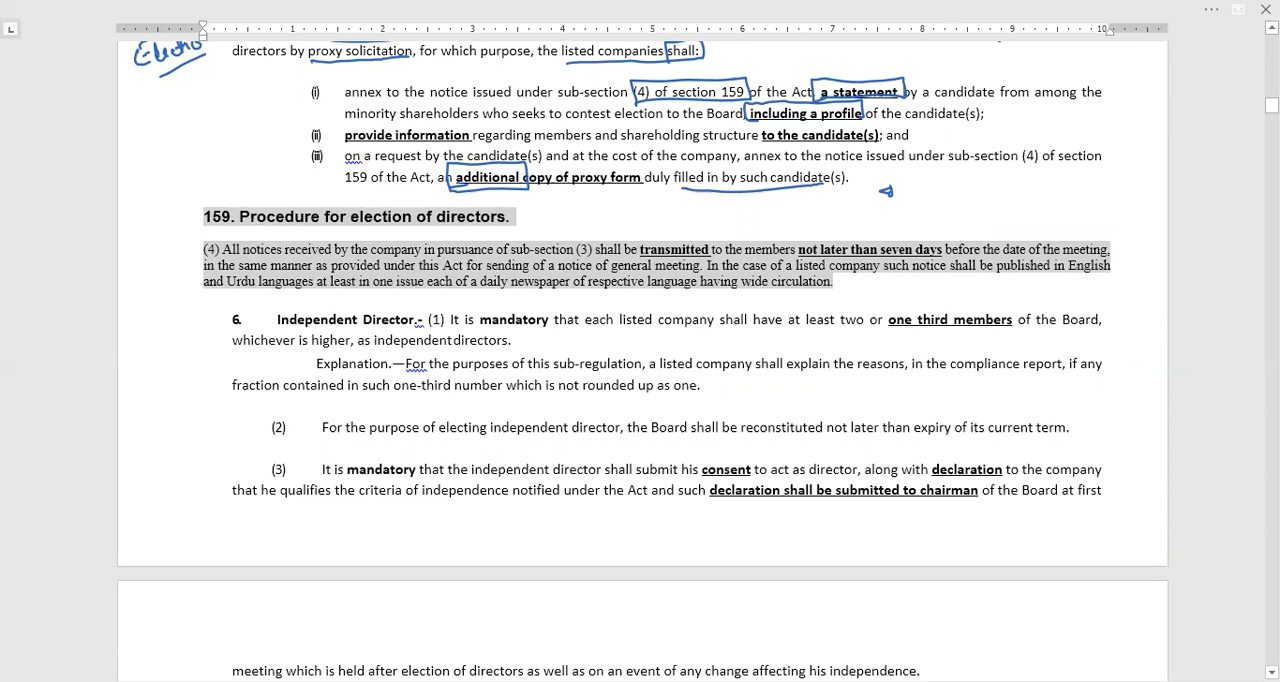 1 2 3 4 5 6 7 8 9 10
Electio
directors by proxy solicitation, for which purpose, the listed companies shall:
(i) annex to the notice issued under sub-section (4) of section 159 of the Act a statement by a candidate from among the
minority shareholders who seeks to contest election to the Board, including a profile of the candidate(s);
(ii) provide information regarding members and shareholding structure to the candidate(s); and
(iii) on a request by the candidate(s) and at the cost of the company, annex to the notice issued under sub-section (4) of section
159 of the Act, an additional copy of proxy form duly filled in by such candidate(s).
159. Procedure for election of directors.
(4) All notices received by the company in pursuance of sub-section (3) shall be transmitted to the members not later than seven days before the date of the meeting,
in the same manner as provided under this Act for sending of a notice of general meeting. In the case of a listed company such notice shall be published in English
and Urdu languages at least in one issue each of a daily newspaper of respective language having wide circulation.
6. Independent Director.- (1) It is mandatory that each listed company shall have at least two or one third members of the Board,
whichever is higher, as independent directors.
Explanation.—For the purposes of this sub-regulation, a listed company shall explain the reasons, in the compliance report, if any
fraction contained in such one-third number which is not rounded up as one.
(2) For the purpose of electing independent director, the Board shall be reconstituted not later than expiry of its current term.
(3) It is mandatory that the independent director shall submit his consent to act as director, along with declaration to the company
that he qualifies the criteria of independence notified under the Act and such declaration shall be submitted to chairman of the Board at first
meeting which is held after election of directors as well as on an event of any change affecting his independence.